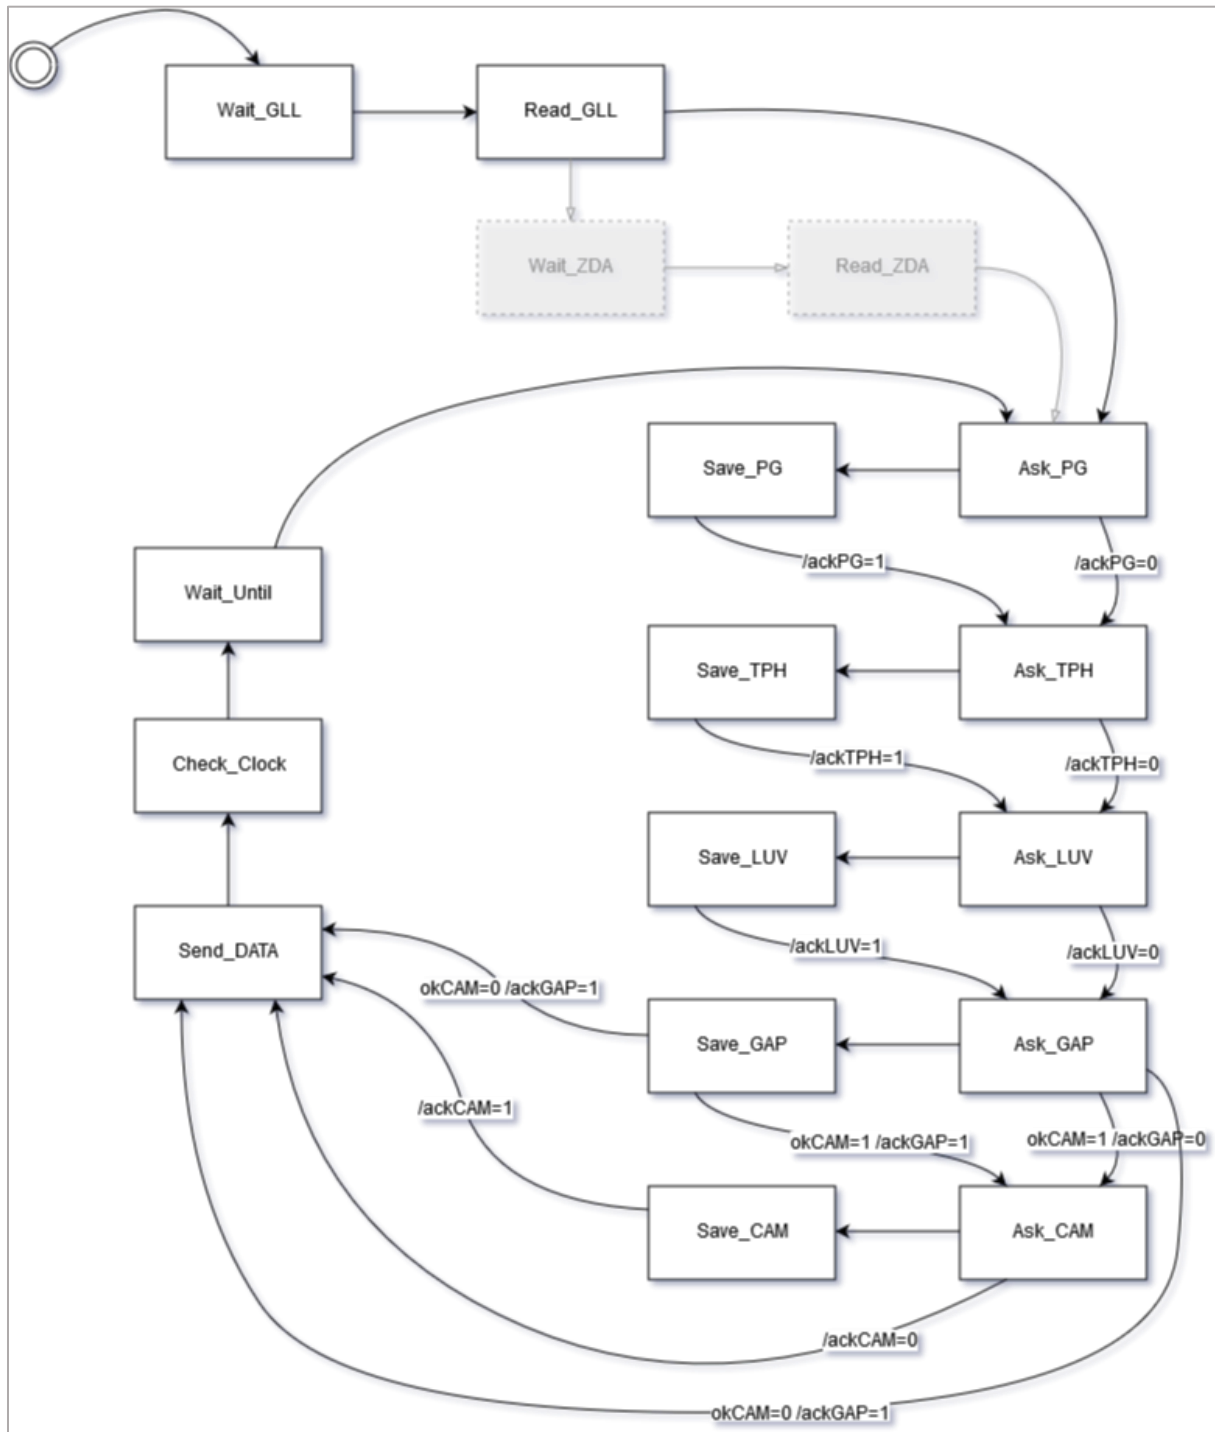 Wait_GLL
Read_GLL
Wait_ZDA
Read_ZDA
Save_PG
Ask_PG
/ackPG=1
/ackPG=0
Wait_Until
Save_TPH
Ask_TPH
/ackTPH=1
/ackTPH=0
Check_Clock
Save_LUV
Ask_LUV
/ackLUV=1
/ackLUV=0
Send_DATA
okCAM=0 /ackGAP=1
Save_GAP
Ask_GAP
/ackCAM=1
okCAM=1 /ackGAP=1
okCAM=1 /ackGAP=0
Save_CAM
Ask_CAM
/ackCAM=0
okCAM=0 /ackGAP=1